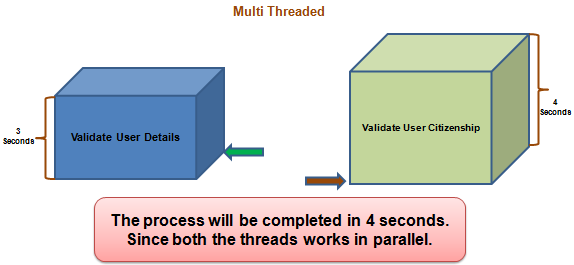 Multi Threaded
3
Seconds
Validate User Details
Validate User Citizenship
4
Seconds
The process will be completed in 4 seconds.
Since both the threads works in parallel.